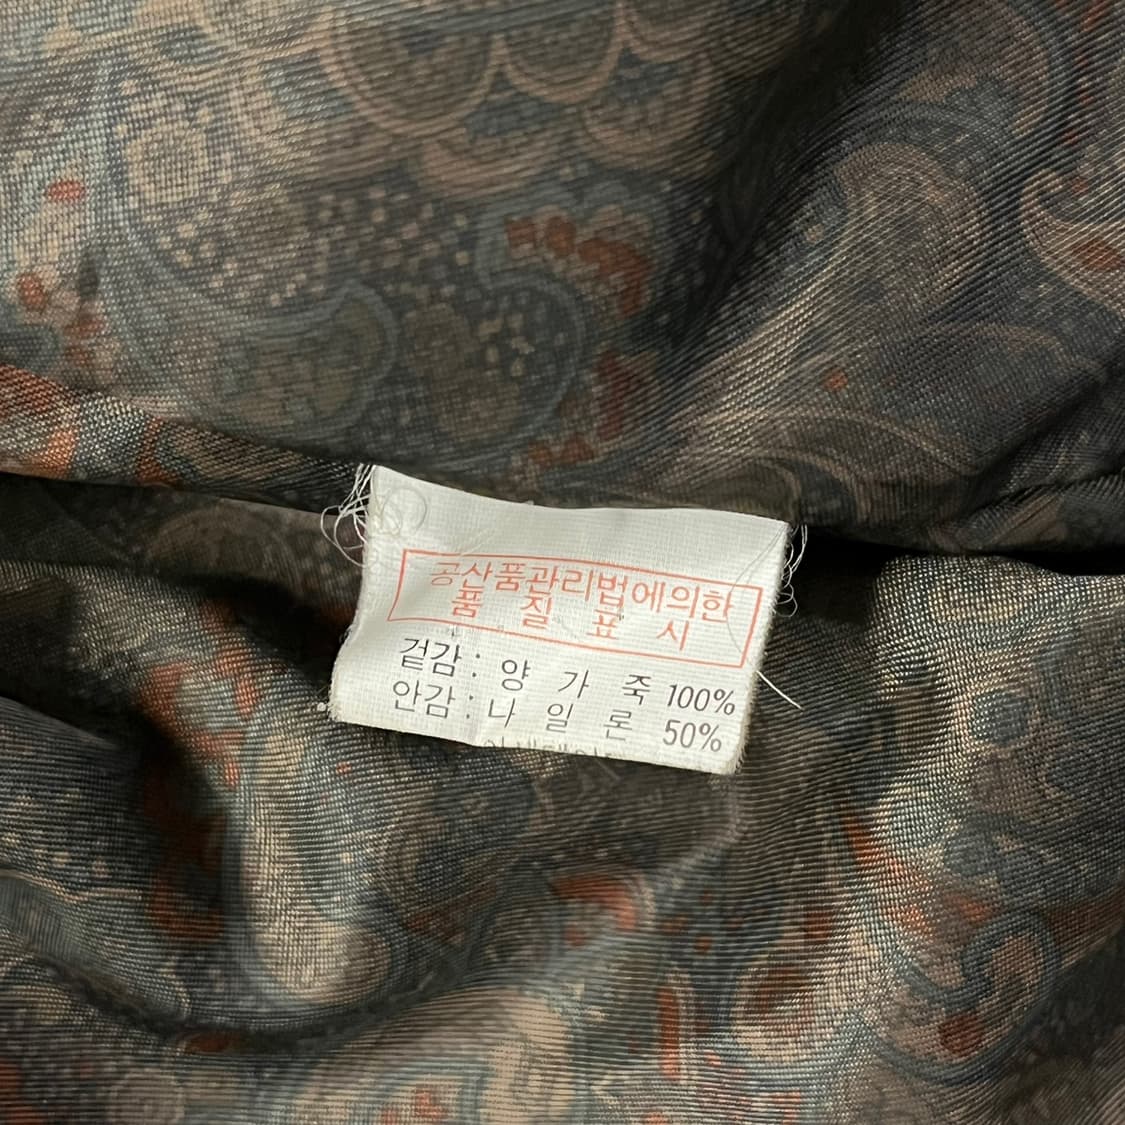 공산품관리법에의한
품 질 표 시
겉감 : 양 가 죽 100%
안감 : 나 일 론 50%